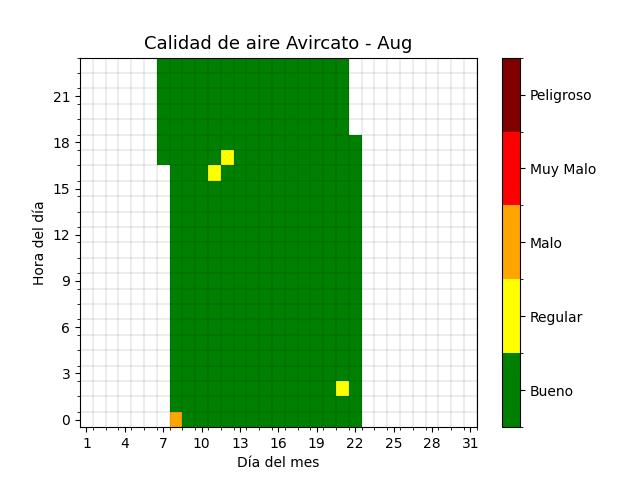 Calidad de aire Avircato - Aug
Hora del día
21
18
15
12
9
6
3
0
1 4 7 10 13 16 19 22 25 28 31
Día del mes
Peligroso
Muy Malo
Malo
Regular
Bueno